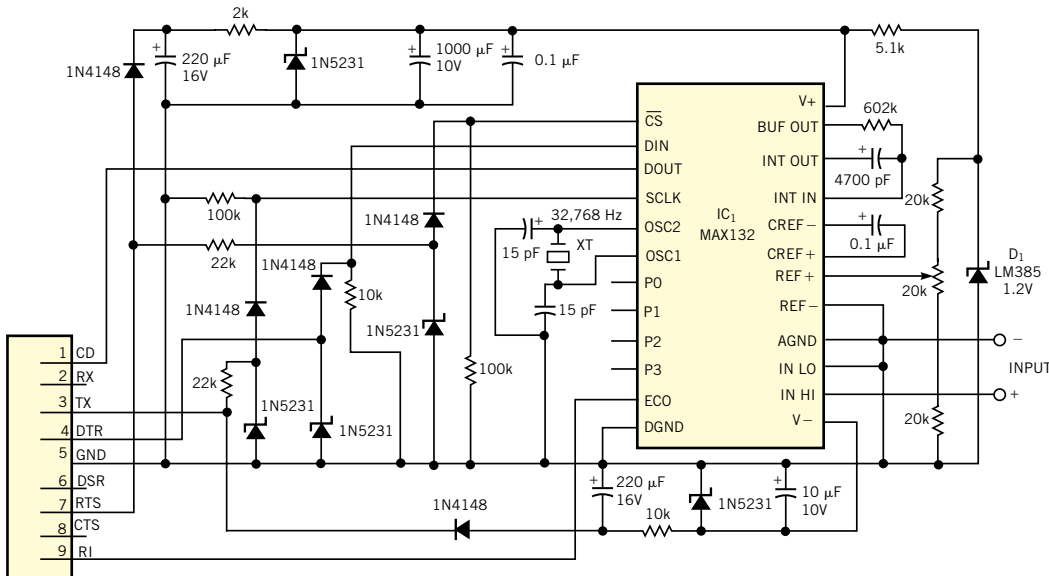 2k
1N4148
+
220 µF
16V
1N5231
+
1000 µF
10V
+
0.1 µF
5.1k
CS
DIN
DOUT
SCLK
OSC2
OSC1
P0
P1
P2
P3
ECO
DGND
IC1
MAX132
V+
BUF OUT
INT OUT
INT IN
CREF−
CREF+
REF+
REF−
AGND
IN LO
IN HI
V−
602k
+
4700 pF
+
0.1 µF
20k
20k
20k
D1
LM385
1.2V
−
INPUT
+
100k
22k
1N4148
1N4148
1N4148
10k
1N5231
+
32,768 Hz
15 pF
XT
15 pF
100k
22k
1N5231
1N5231
1 CD
2 RX
3 TX
4 DTR
5 GND
6 DSR
7 RTS
8 CTS
9 RI
1N4148
+
220 µF
16V
10k
1N5231
+
10 µF
10V